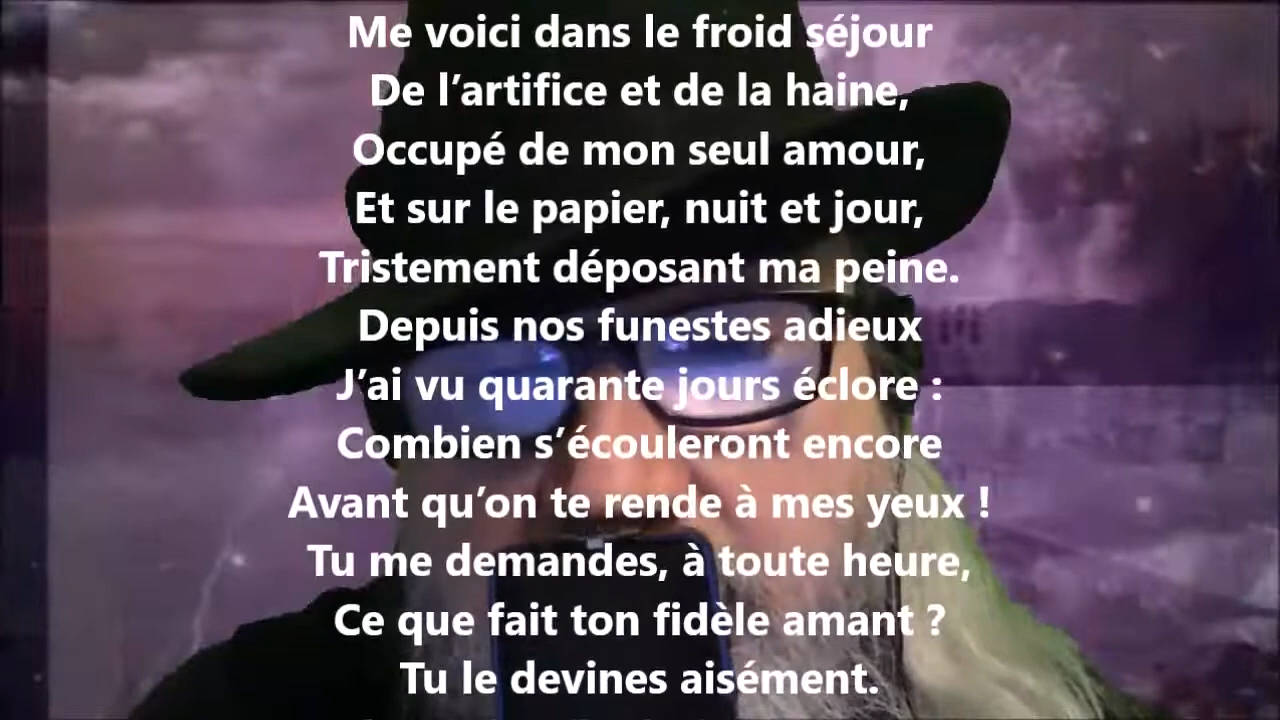 Me voici dans le froid séjour
De l’artifice et de la haine,
Occupé de mon seul amour,
Et sur le papier, nuit et jour,
Tristement déposant ma peine.
Depuis nos funestes adieux
J’ai vu quarante jours éclore :
Combien s’écouleront encore
Avant qu’on te rende à mes yeux !
Tu me demandes, à toute heure,
Ce que fait ton fidèle amant ?
Tu le devines aisément.